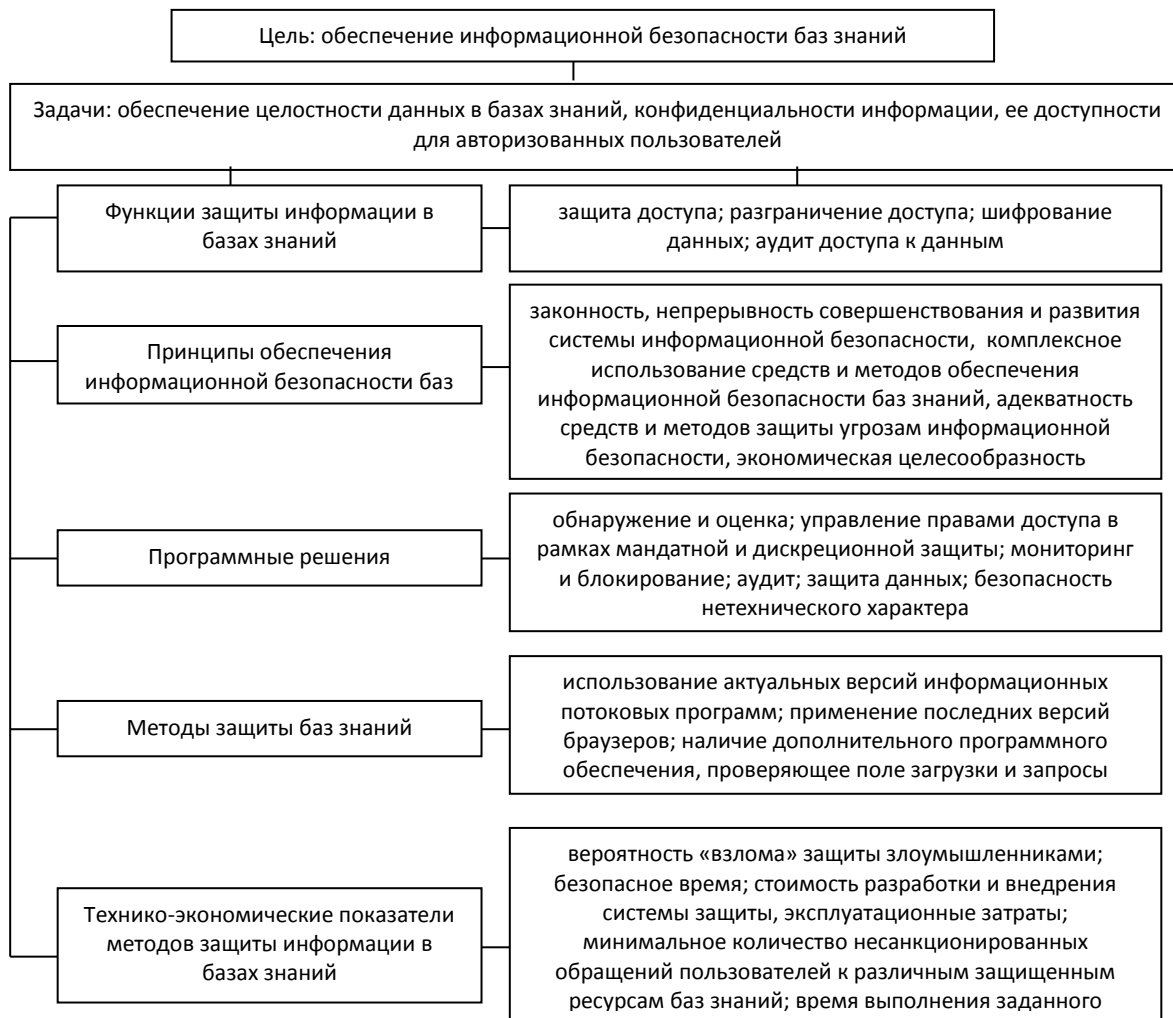 Цель: обеспечение информационной безопасности баз знаний
Задачи: обеспечение целостности данных в базах знаний, конфиденциальности информации, ее доступности
для авторизованных пользователей
Функции защиты информации в
базах знаний
защита доступа; разграничение доступа; шифрование
данных; аудит доступа к данным
Принципы обеспечения
информационной безопасности баз
законность, непрерывность совершенствования и развития
системы информационной безопасности, комплексное
использование средств и методов обеспечения
информационной безопасности баз знаний, адекватность
средств и методов защиты угрозам информационной
безопасности, экономическая целесообразность
Программные решения
обнаружение и оценка; управление правами доступа в
рамках мандатной и дискреционной защиты; мониторинг
и блокирование; аудит; защита данных; безопасность
нетехнического характера
Методы защиты баз знаний
использование актуальных версий информационных
потоковых программ; применение последних версий
браузеров; наличие дополнительного программного
обеспечения, проверяющее поле загрузки и запросы
Технико-экономические показатели
методов защиты информации в
базах знаний
вероятность «взлома» защиты злоумышленниками;
безопасное время; стоимость разработки и внедрения
системы защиты, эксплуатационные затраты;
минимальное количество несанкционированных
обращений пользователей к различным защищенным
ресурсам баз знаний; время выполнения заданного